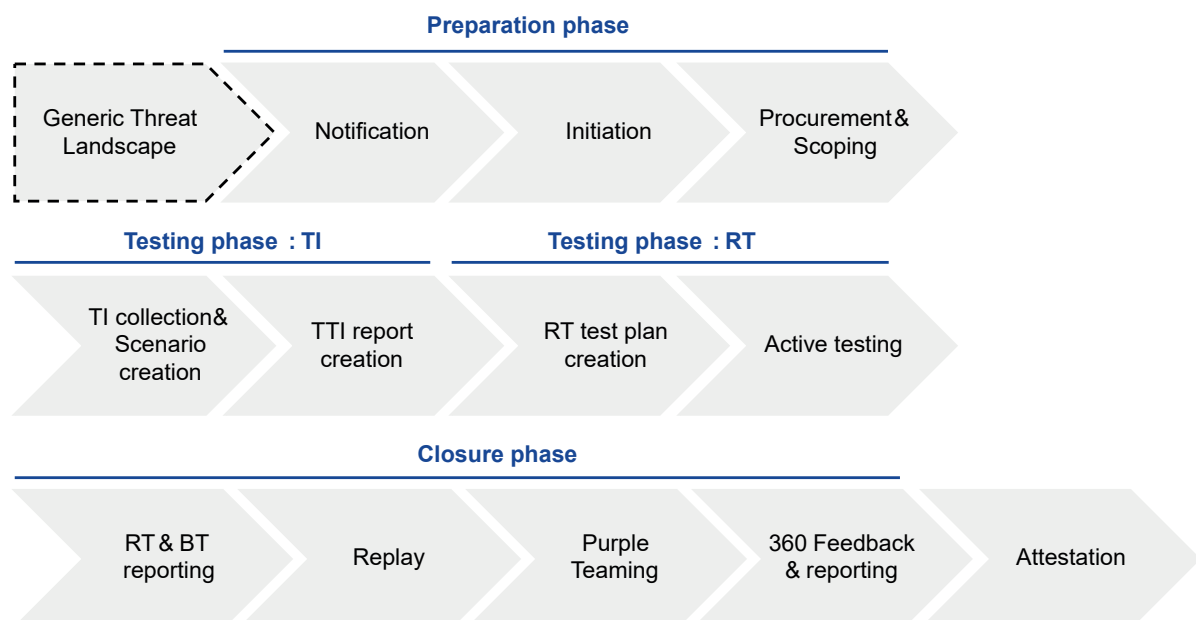 Preparation phase
Generic Threat
Landscape
Notification
Initiation
Procurement&
Scoping
Testing phase : TI
Testing phase : RT
TI collection&
Scenario
creation
TTI report
creation
RT test plan
creation
Active testing
Closure phase
RT & BT
reporting
Replay
Purple
Teaming
360 Feedback
& reporting
Attestation